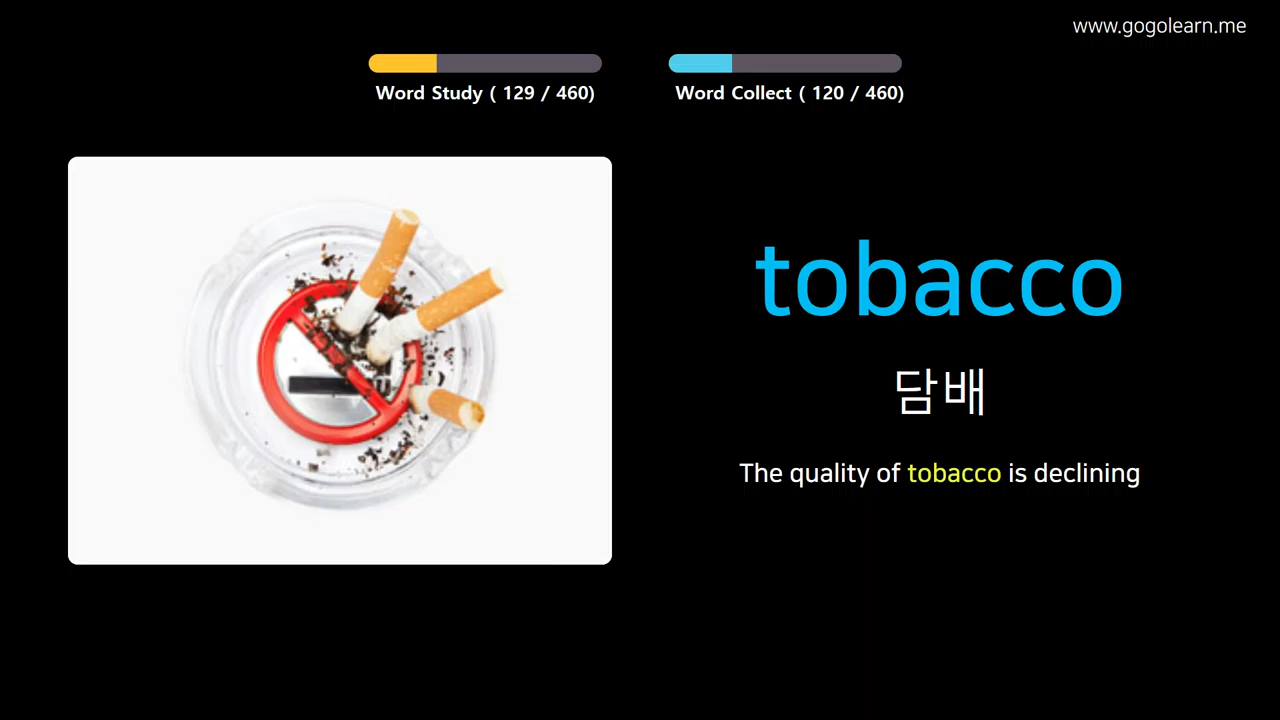 www.gogolearn.me
Word Study ( 129 / 460)
Word Collect ( 120 / 460)
tobacco
담배
The quality of tobacco is declining